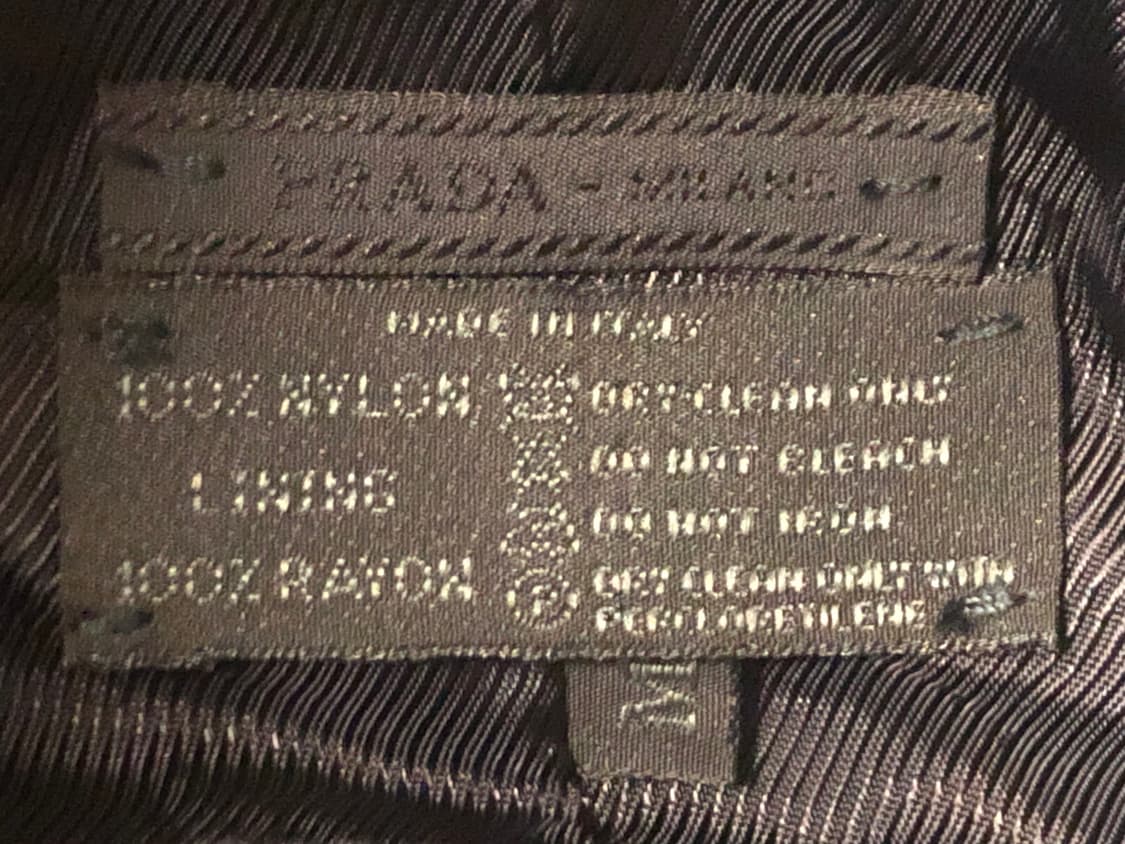 PRADA - MILANO
MADE IN ITALY
100% NYLON
LINING
100% RAYON
DRY CLEAN ONLY
DO NOT BLEACH
DO NOT IRON
DRY CLEAN ONLY WITH
PERCLORETILENE
M